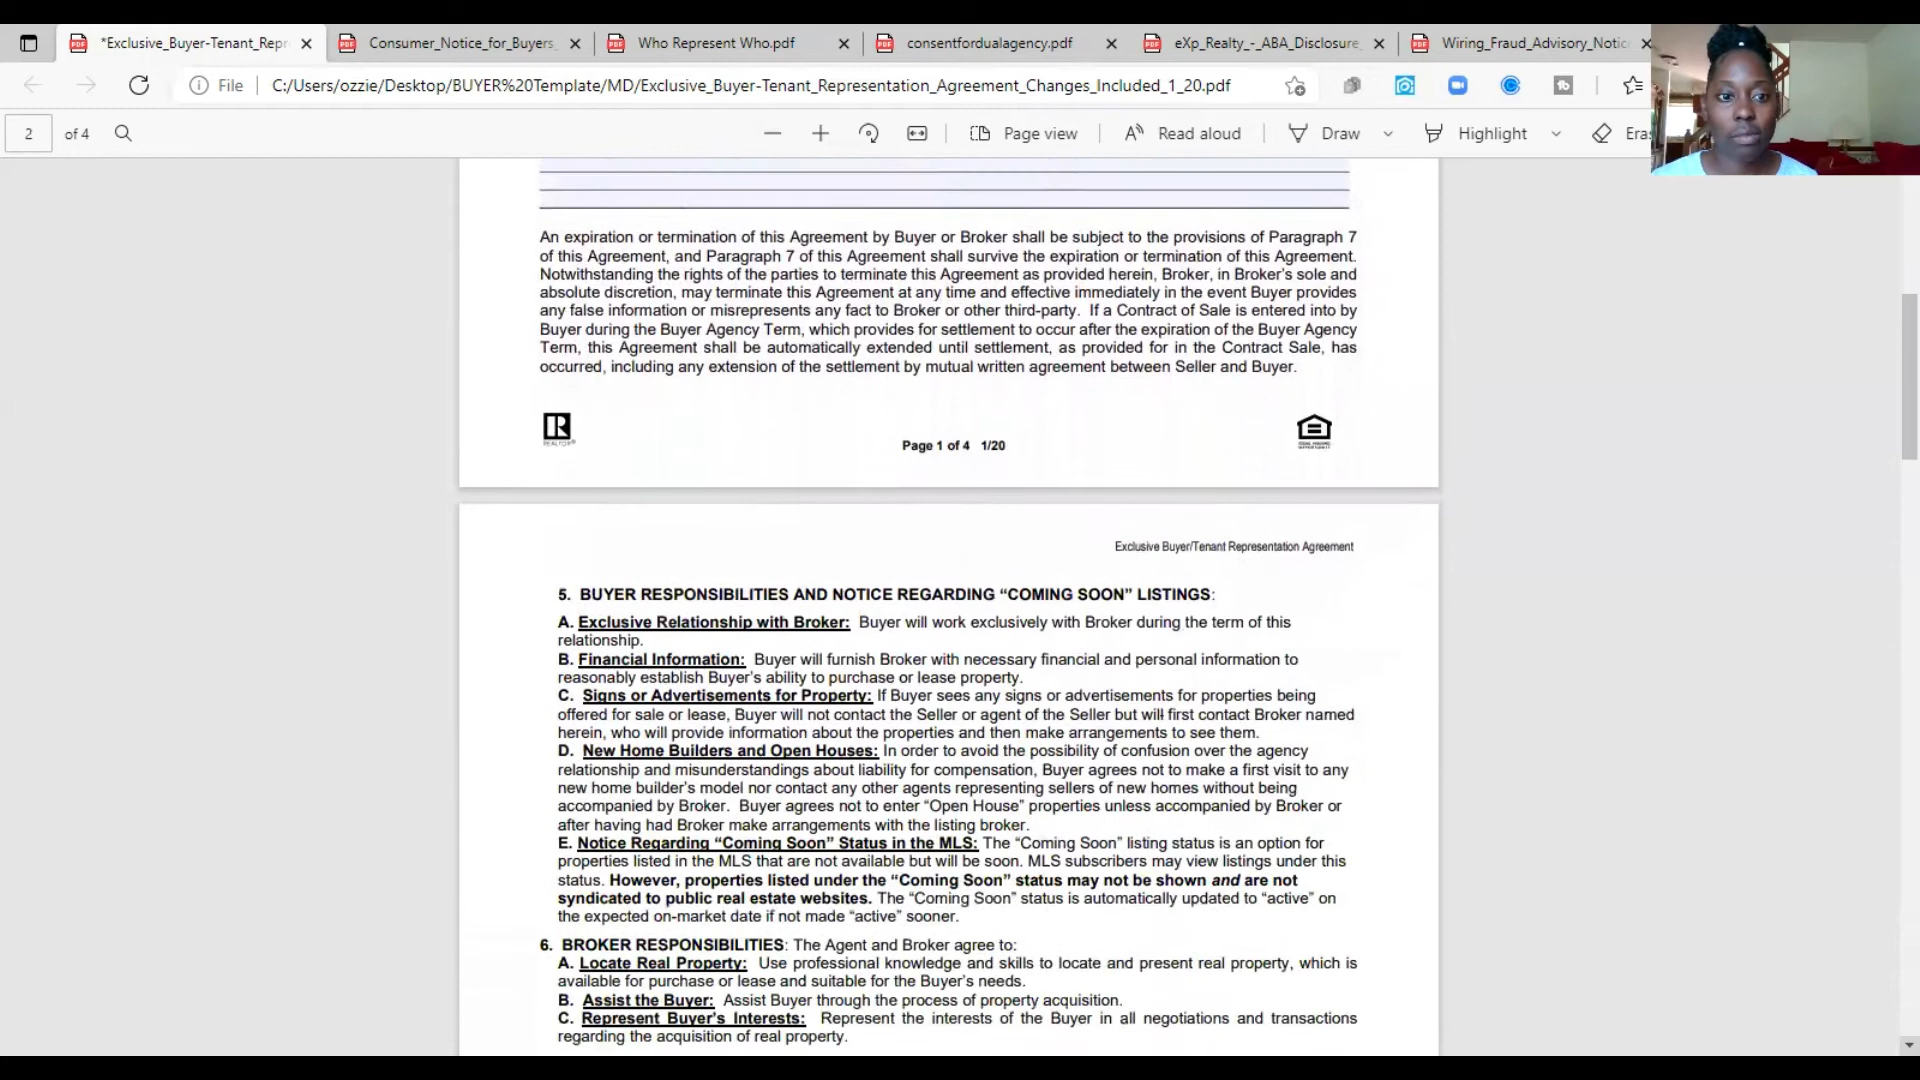 *Exclusive_Buyer-Tenant_Repr
Consumer_Notice_for_Buyers_
Who Represent Who.pdf
consentfordualagency.pdf
eXp_Realty_-_ABA_Disclosure_
Wiring_Fraud_Advisory_Notic
File
C:/Users/ozzie/Desktop/BUYER%20Template/MD/Exclusive_Buyer-Tenant_Representation_Agreement_Changes_Included_1_20.pdf
2 of 4
Page view
Read aloud
Draw
Highlight
Eras
An expiration or termination of this Agreement by Buyer or Broker shall be subject to the provisions of Paragraph 7
of this Agreement, and Paragraph 7 of this Agreement shall survive the expiration or termination of this Agreement.
Notwithstanding the rights of the parties to terminate this Agreement as provided herein, Broker, in Broker's sole and
absolute discretion, may terminate this Agreement at any time and effective immediately in the event Buyer provides
any false information or misrepresents any fact to Broker or other third-party. If a Contract of Sale is entered into by
Buyer during the Buyer Agency Term, which provides for settlement to occur after the expiration of the Buyer Agency
Term, this Agreement shall be automatically extended until settlement, as provided for in the Contract Sale, has
occurred, including any extension of the settlement by mutual written agreement between Seller and Buyer.
REALTOR®
Page 1 of 4 1/20
Exclusive Buyer/Tenant Representation Agreement
5. BUYER RESPONSIBILITIES AND NOTICE REGARDING “COMING SOON” LISTINGS:
A. Exclusive Relationship with Broker: Buyer will work exclusively with Broker during the term of this
relationship.
B. Financial Information: Buyer will furnish Broker with necessary financial and personal information to
reasonably establish Buyer's ability to purchase or lease property.
C. Signs or Advertisements for Property: If Buyer sees any signs or advertisements for properties being
offered for sale or lease, Buyer will not contact the Seller or agent of the Seller but will first contact Broker named
herein, who will provide information about the properties and then make arrangements to see them.
D. New Home Builders and Open Houses: In order to avoid the possibility of confusion over the agency
relationship and misunderstandings about liability for compensation, Buyer agrees not to make a first visit to any
new home builder's model nor contact any other agents representing sellers of new homes without being
accompanied by Broker. Buyer agrees not to enter “Open House” properties unless accompanied by Broker or
after having had Broker make arrangements with the listing broker.
E. Notice Regarding “Coming Soon” Status in the MLS: The “Coming Soon” listing status is an option for
properties listed in the MLS that are not available but will be soon. MLS subscribers may view listings under this
status. However, properties listed under the “Coming Soon” status may not be shown and are not
syndicated to public real estate websites. The “Coming Soon” status is automatically updated to “active” on
the expected on-market date if not made “active” sooner.
6. BROKER RESPONSIBILITIES: The Agent and Broker agree to:
A. Locate Real Property: Use professional knowledge and skills to locate and present real property, which is
available for purchase or lease and suitable for the Buyer's needs.
B. Assist the Buyer: Assist Buyer through the process of property acquisition.
C. Represent Buyer's Interests: Represent the interests of the Buyer in all negotiations and transactions
regarding the acquisition of real property.